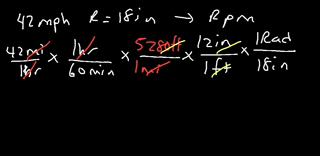 42mph R=18in → Rpm
42mi/1hr × 1hr/60min × 5280ft/1mi × 12in/1ft × 1Rad/18in